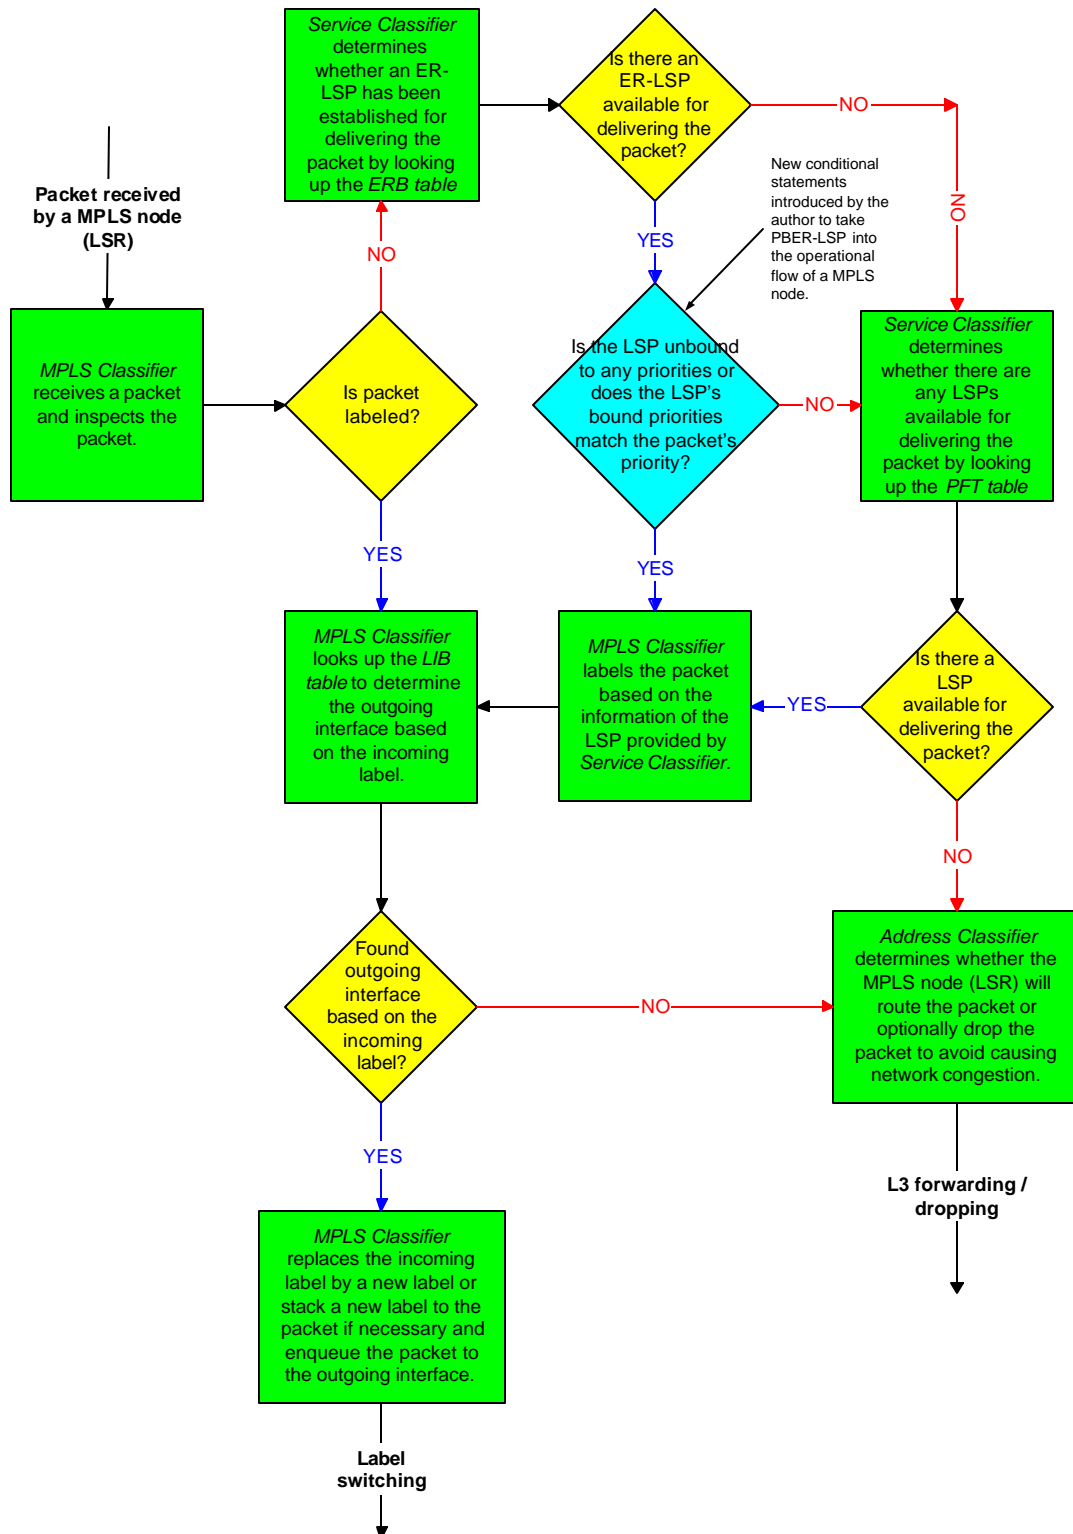 Service Classifier
determines
whether an ER-
LSP has been
established for
delivering the
packet by looking
up the ERB table
Is there an
ER-LSP
available for
delivering the
packet?
NO
New conditional
statements
introduced by the
author to take
PBER-LSP into
the operational
flow of a MPLS
node.
Packet received
by a MPLS node
(LSR)
NO
YES
NO
MPLS Classifier
receives a packet
and inspects the
packet.
Is packet
labeled?
Is the LSP unbound
to any priorities or
does the LSP's
bound priorities
match the packet's
priority?
NO
Service Classifier
determines
whether there are
any LSPs
available for
delivering the
packet by looking
up the PFT table
YES
YES
MPLS Classifier
looks up the LIB
table to determine
the outgoing
interface based
on the incoming
label.
MPLS Classifier
labels the packet
based on the
information of the
LSP provided by
Service Classifier.
YES
Is there a
LSP
available for
delivering the
packet?
NO
Found
outgoing
interface
based on the
incoming
label?
NO
Address Classifier
determines whether the
MPLS node (LSR) will
route the packet or
optionally drop the
packet to avoid causing
network congestion.
YES
L3 forwarding /
dropping
MPLS Classifier
replaces the incoming
label by a new label or
stack a new label to the
packet if necessary and
enqueue the packet to
the outgoing interface.
Label
switching